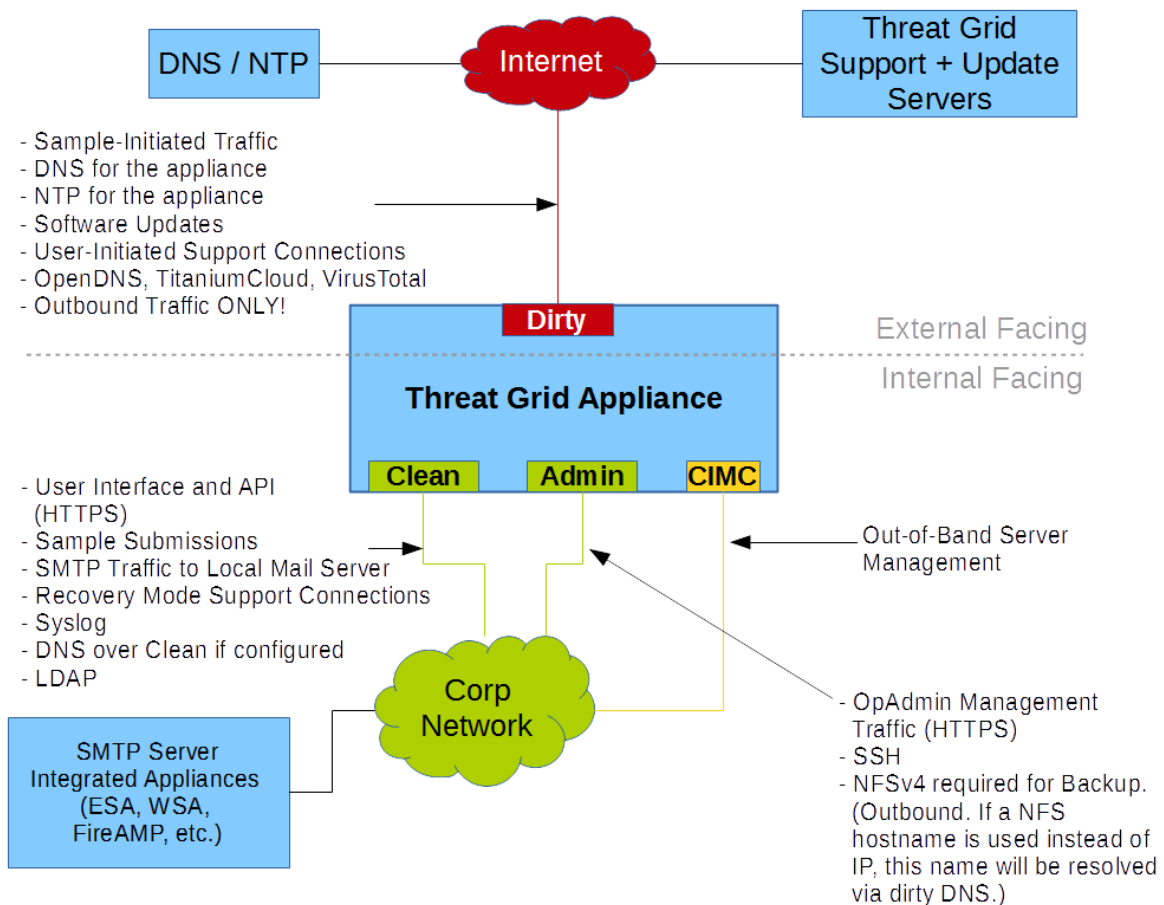 DNS / NTP
Internet
Threat Grid
Support + Update
Servers
- Sample-Initiated Traffic
- DNS for the appliance
- NTP for the appliance
- Software Updates
- User-Initiated Support Connections
- OpenDNS, TitaniumCloud, VirusTotal
- Outbound Traffic ONLY!
Dirty
External Facing
Internal Facing
Threat Grid Appliance
Clean
Admin
CIMC
- User Interface and API
(HTTPS)
- Sample Submissions
- SMTP Traffic to Local Mail Server
- Recovery Mode Support Connections
- Syslog
- DNS over Clean if configured
- LDAP
Out-of-Band Server
Management
Corp
Network
SMTP Server
Integrated Appliances
(ESA, WSA,
FireAMP, etc.)
- OpAdmin Management
Traffic (HTTPS)
- SSH
- NFSv4 required for Backup.
(Outbound. If a NFS
hostname is used instead of
IP, this name will be resolved
via dirty DNS.)